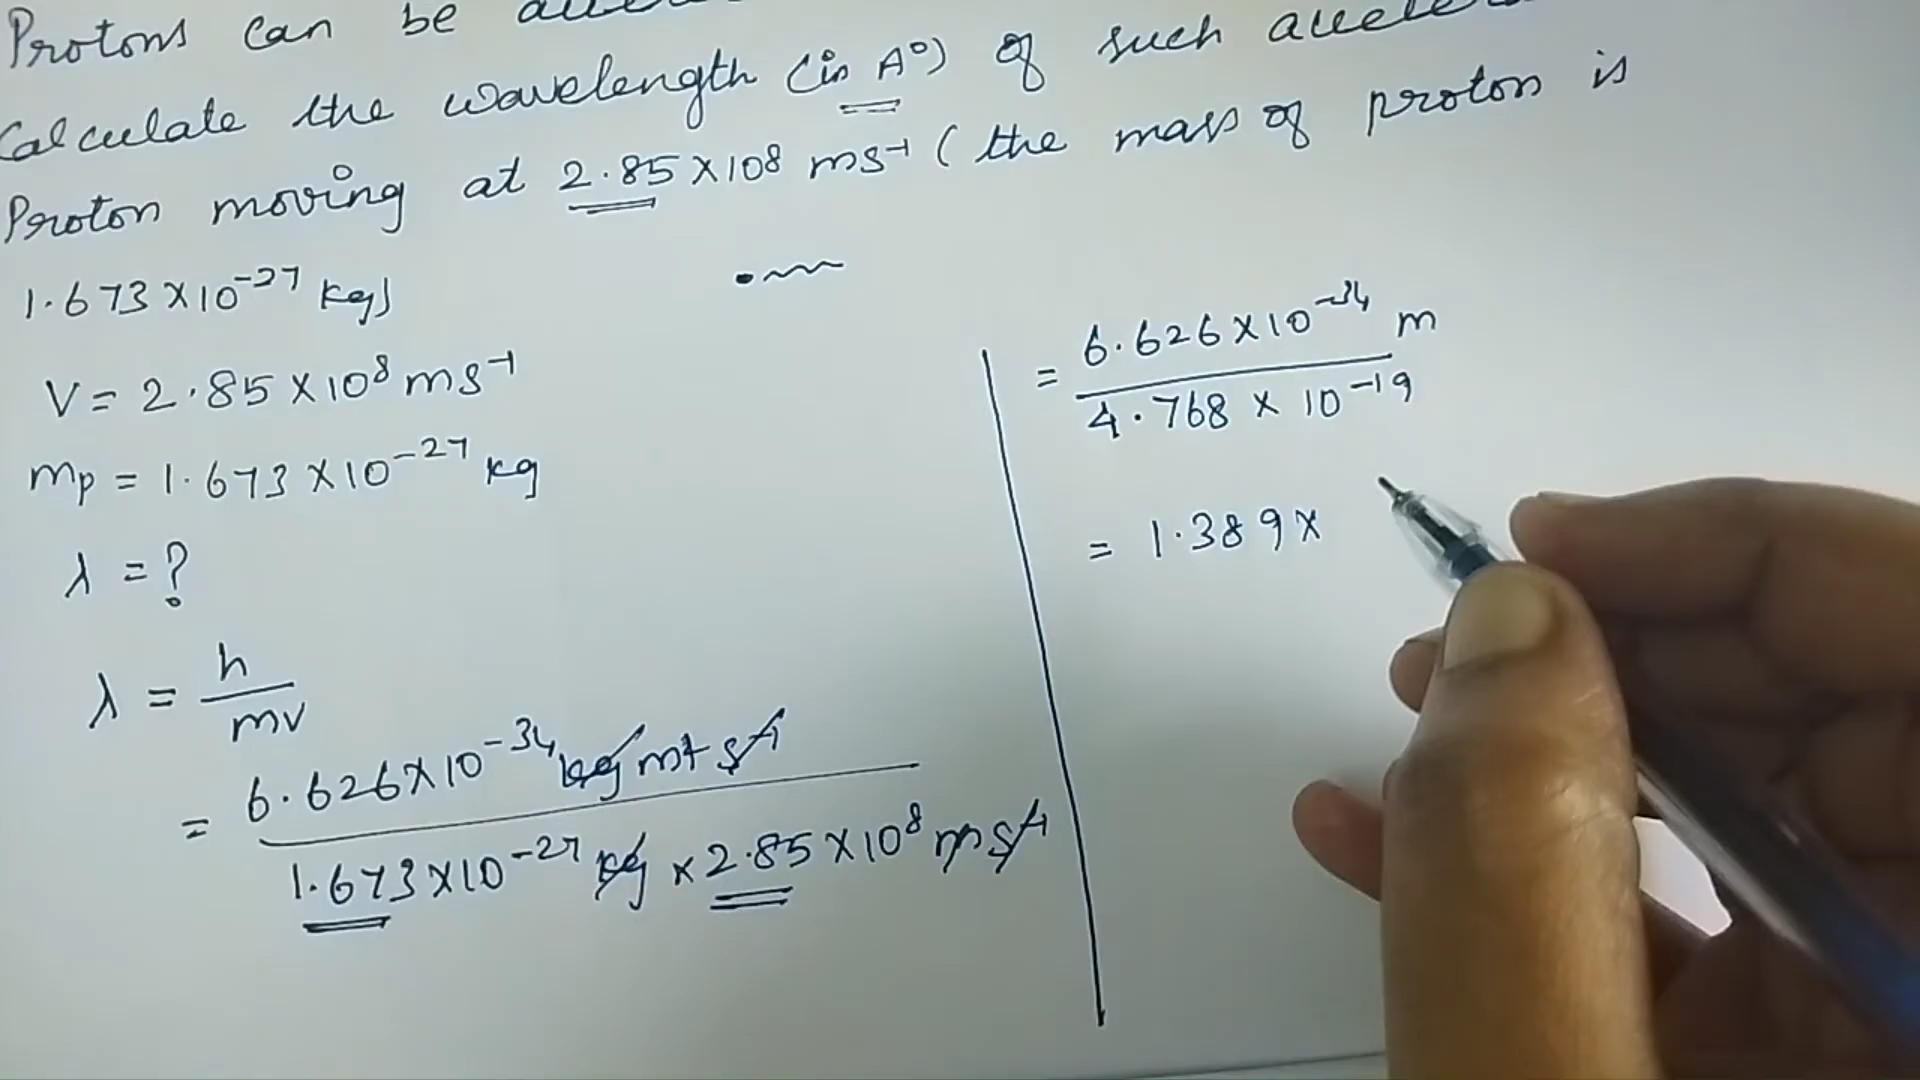 Protons can be
Calculate the wavelength (in A°) of such
Proton moving at 2.85×10⁸ ms⁻¹ (the mass of proton is
1.673×10⁻²⁷ kg)
V = 2.85×10⁸ ms⁻¹
mp = 1.673×10⁻²⁷ kg
λ = ?
λ = h/mv
= 6.626×10⁻³⁴ kg m² s⁻¹
1.673×10⁻²⁷ kg × 2.85×10⁸ m s⁻¹
= 6.626×10⁻³⁴ m
4.768 × 10⁻¹⁹
= 1.389×